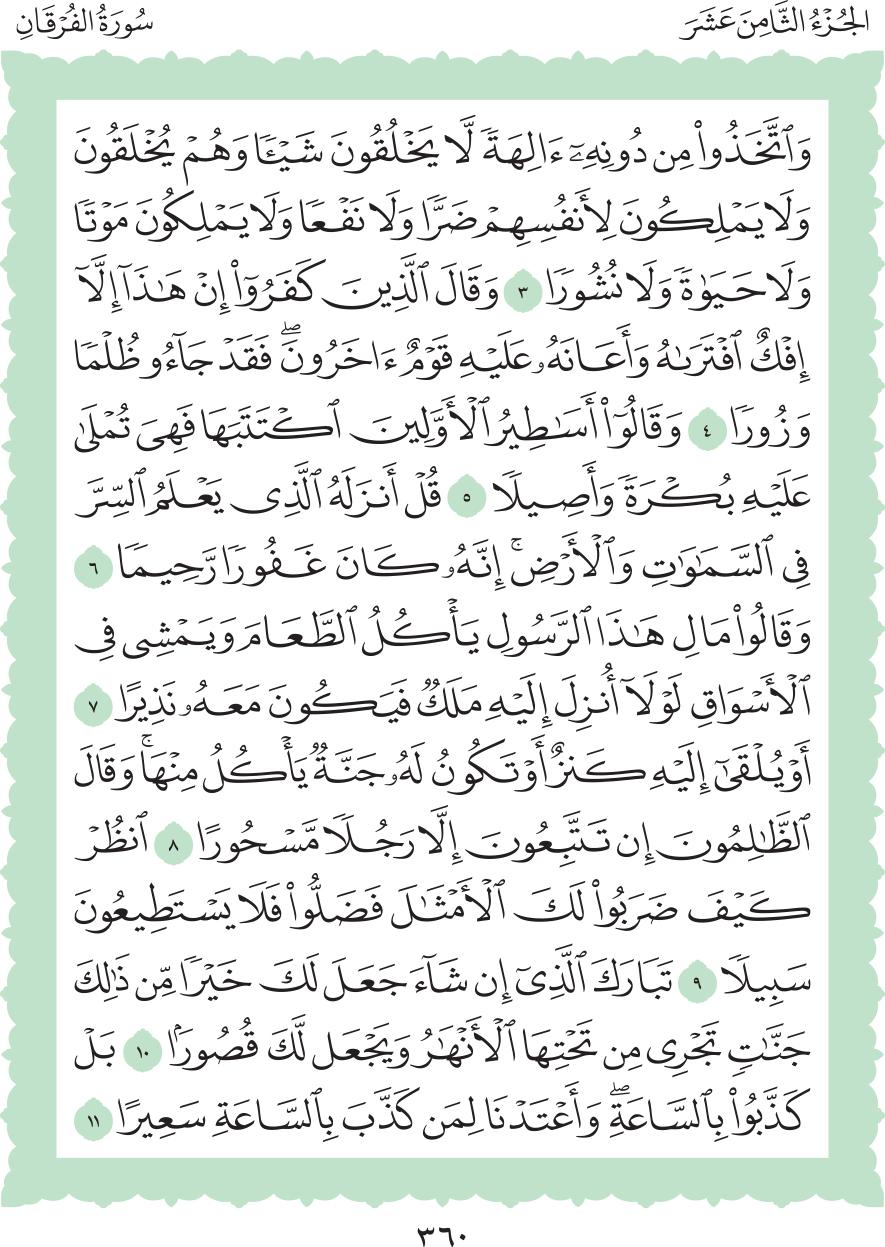 الجُزْءُ الثَّامِنَ عَشَرَ
سُورَةُ الفُرْقَانِ
وَٱتَّخَذُوا۟ مِن دُونِهِۦٓ ءَالِهَةً لَّا يَخْلُقُونَ شَيْـًٔا وَهُمْ يُخْلَقُونَ
وَلَا يَمْلِكُونَ لِأَنفُسِهِمْ ضَرًّا وَلَا نَفْعًا وَلَا يَمْلِكُونَ مَوْتًا
وَلَا حَيَوٰةً وَلَا نُشُورًا ٣ وَقَالَ ٱلَّذِينَ كَفَرُوٓا۟ إِنْ هَـٰذَآ إِلَّآ
إِفْكٌ ٱفْتَرَىٰهُ وَأَعَانَهُۥ عَلَيْهِ قَوْمٌ ءَاخَرُونَ ۖ فَقَدْ جَآءُو ظُلْمًا
وَزُورًا ٤ وَقَالُوٓا۟ أَسَـٰطِيرُ ٱلْأَوَّلِينَ ٱكْتَتَبَهَا فَهِىَ تُمْلَىٰ
عَلَيْهِ بُكْرَةً وَأَصِيلًا ٥ قُلْ أَنزَلَهُ ٱلَّذِى يَعْلَمُ ٱلسِّرَّ
فِى ٱلسَّمَـٰوَٰتِ وَٱلْأَرْضِ ۚ إِنَّهُۥ كَانَ غَفُورًا رَّحِيمًا ٦
وَقَالُوا۟ مَالِ هَـٰذَا ٱلرَّسُولِ يَأْكُلُ ٱلطَّعَامَ وَيَمْشِى فِى
ٱلْأَسْوَاقِ لَوْلَآ أُنزِلَ إِلَيْهِ مَلَكٌ فَيَكُونَ مَعَهُۥ نَذِيرًا ٧
أَوْ يُلْقَىٰٓ إِلَيْهِ كَنزٌ أَوْ تَكُونُ لَهُۥ جَنَّةٌ يَأْكُلُ مِنْهَا ۚ وَقَالَ
ٱلظَّـٰلِمُونَ إِن تَتَّبِعُونَ إِلَّا رَجُلًا مَّسْحُورًا ٨ ٱنظُرْ
كَيْفَ ضَرَبُوا۟ لَكَ ٱلْأَمْثَـٰلَ فَضَلُّوا۟ فَلَا يَسْتَطِيعُونَ
سَبِيلًا ٩ تَبَارَكَ ٱلَّذِىٓ إِن شَآءَ جَعَلَ لَكَ خَيْرًا مِّن ذَٰلِكَ
جَنَّـٰتٍ تَجْرِى مِن تَحْتِهَا ٱلْأَنْهَـٰرُ وَيَجْعَل لَّكَ قُصُورًۢا ١٠ بَلْ
كَذَّبُوا۟ بِٱلسَّاعَةِ ۖ وَأَعْتَدْنَا لِمَن كَذَّبَ بِٱلسَّاعَةِ سَعِيرًا ١١
٣٦٠